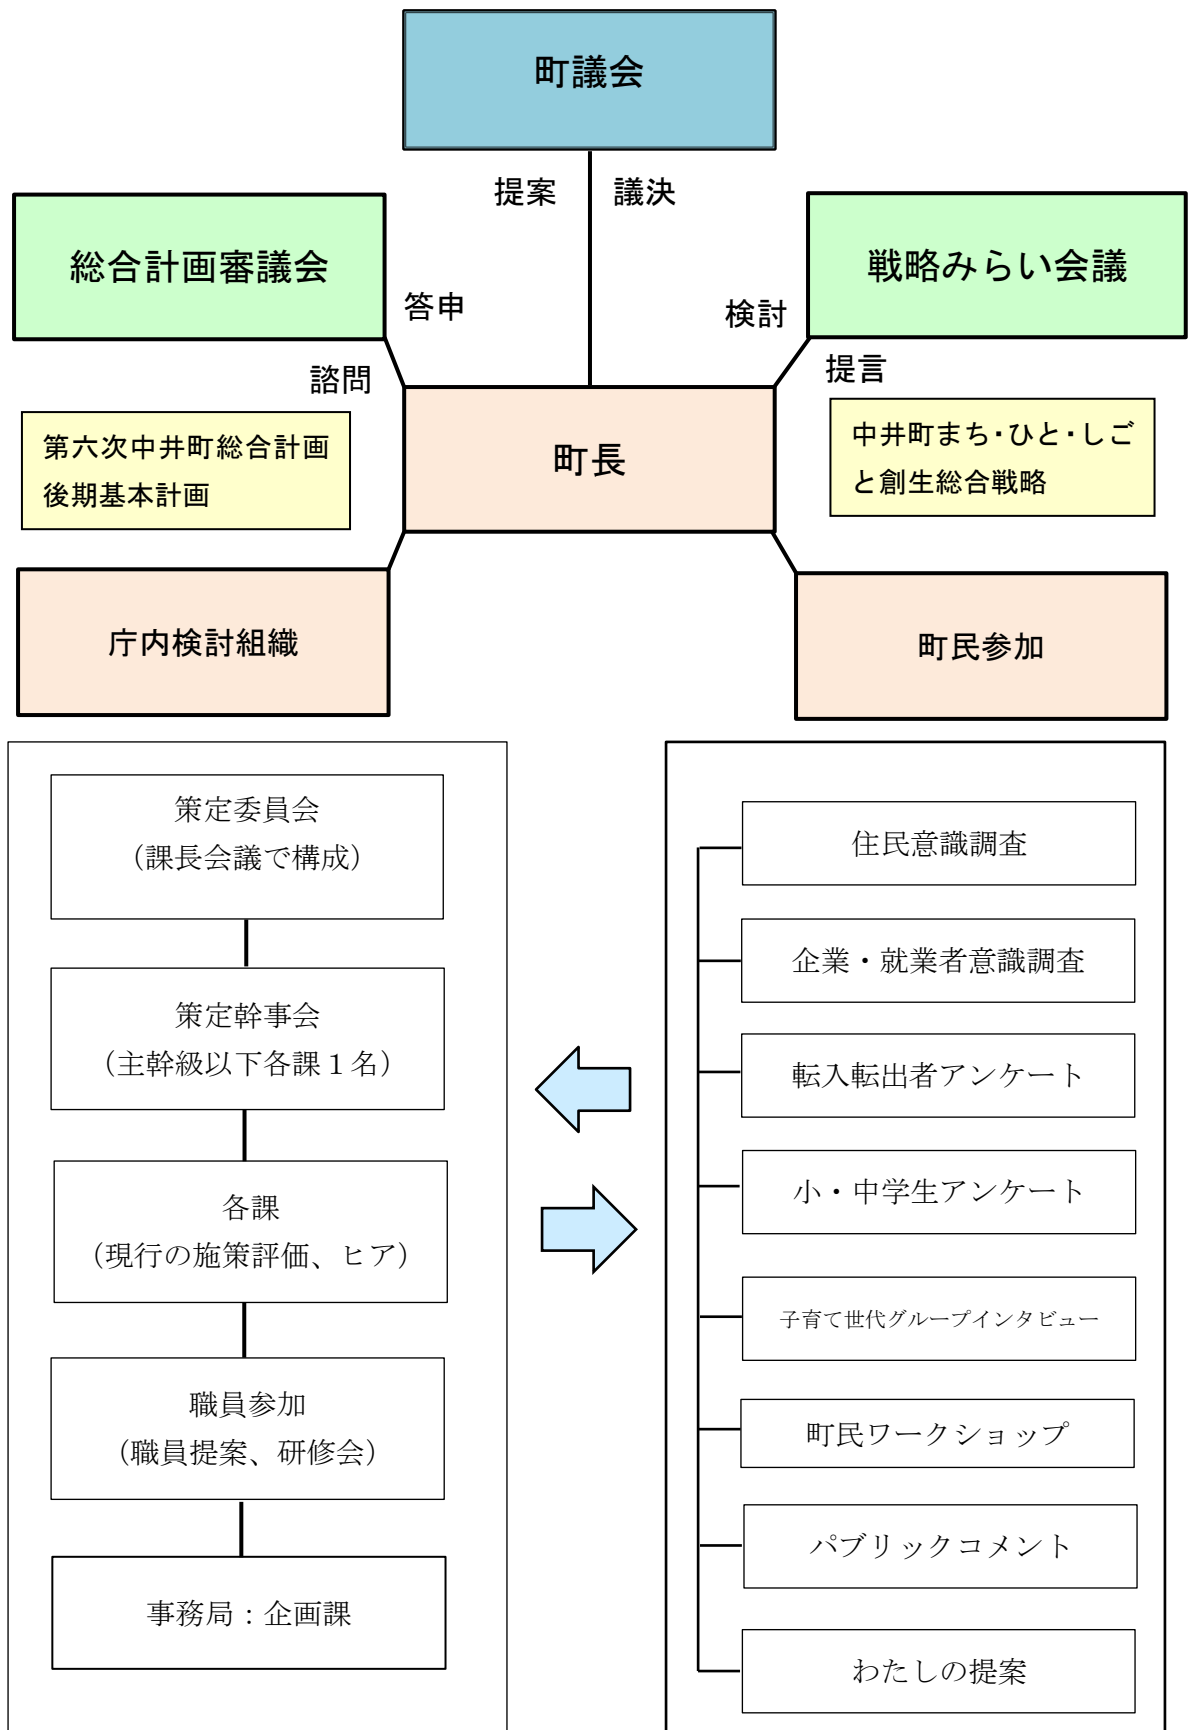 町議会
提案
議決
総合計画審議会
戦略みらい会議
答申
検討
諮問
提言
第六次中井町総合計画
後期基本計画
町長
中井町まち・ひと・しご
と創生総合戦略
庁内検討組織
町民参加
策定委員会
（課長会議で構成）
策定幹事会
（主幹級以下各課１名）
各課
（現行の施策評価、ヒア）
職員参加
（職員提案、研修会）
事務局：企画課
住民意識調査
企業・就業者意識調査
転入転出者アンケート
小・中学生アンケート
子育て世代グループインタビュー
町民ワークショップ
パブリックコメント
わたしの提案